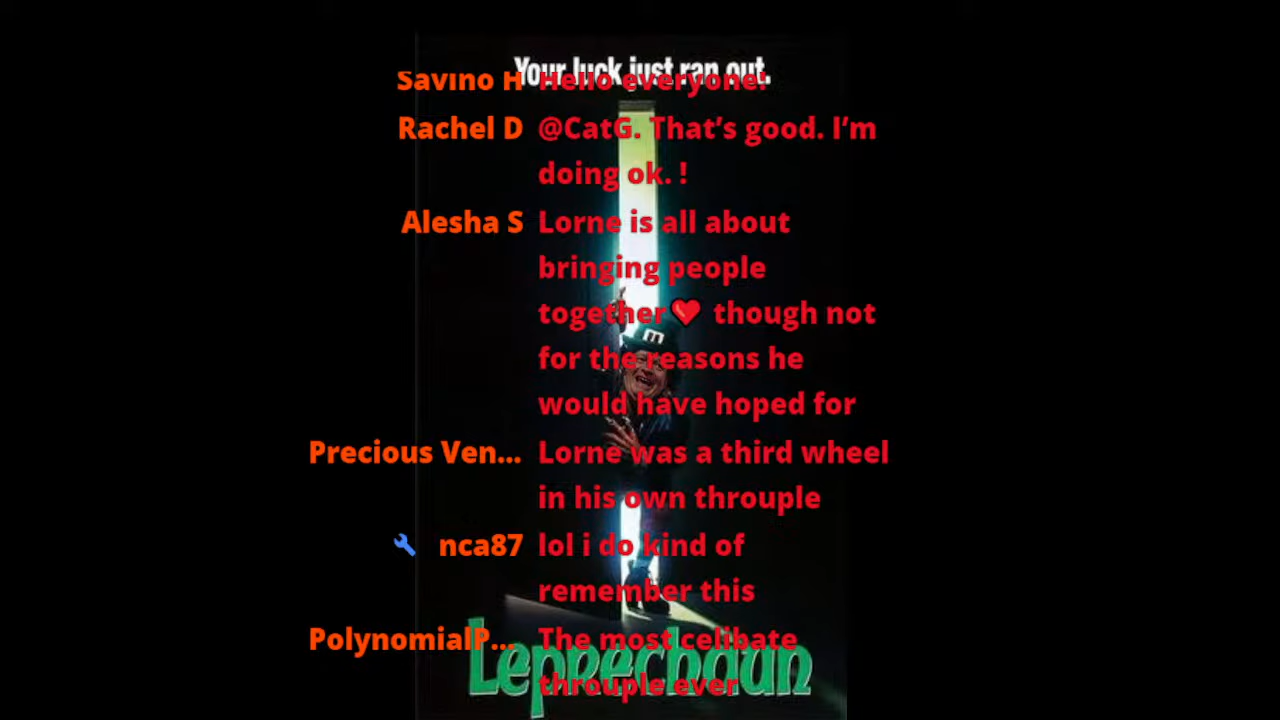 Your luck just ran out.
Savino H Hello everyone!
Rachel D @CatG. That’s good. I’m
doing ok. !
Alesha S Lorne is all about
bringing people
together❤️ though not
for the reasons he
would have hoped for
Precious Ven... Lorne was a third wheel
in his own throuple
nca87 lol i do kind of
remember this
PolynomialP... The most celibate
throuple ever
Leprechaun